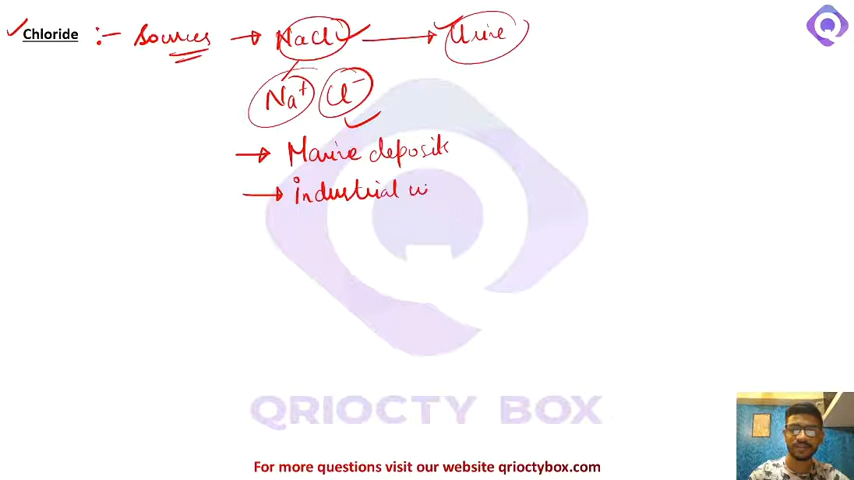 Chloride :- Sources → NaCl → Urine
Na+ Cl-
→ Marine deposits
→ industrial
QRIOCTY BOX
For more questions visit our website qrioctybox.com